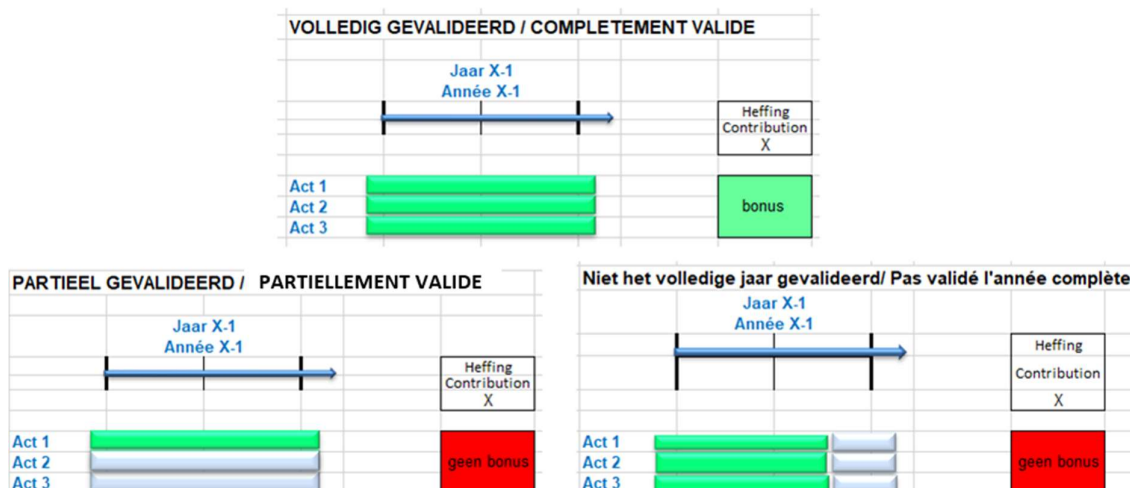 VOLLEDIG GEVALIDEERD / COMPLETEMENT VALIDE
Jaar X-1
Année X-1
Heffing
Contribution
X
Act 1
Act 2
Act 3
bonus
PARTIEEL GEVALIDEERD / PARTIELLEMENT VALIDE
Jaar X-1
Année X-1
Heffing
Contribution
X
Act 1
Act 2
Act 3
geen bonus
Niet het volledige jaar gevalideerd/ Pas validé l'année complète
Jaar X-1
Année X-1
Heffing
Contribution
X
Act 1
Act 2
Act 3
geen bonus